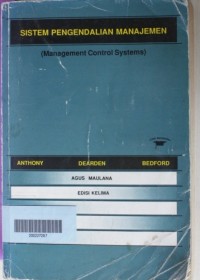 SISTEM PENGENDALIAN MANAJEMEN
(Management Control Systems)
ANTHONY DEARDEN BEDFORD
AGUS MAULANA
EDISI KELIMA